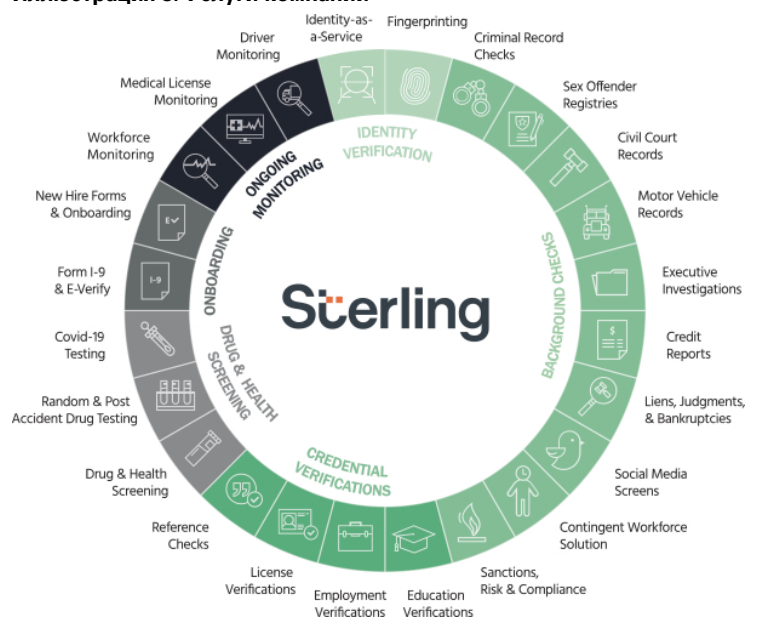 Identity-as-
a-Service
Fingerprinting
Criminal Record
Checks
Sex Offender
Registries
Civil Court
Records
Motor Vehicle
Records
Executive
Investigations
Credit
Reports
Liens, Judgments,
& Bankruptcies
Social Media
Screens
Contingent Workforce
Solution
Sanctions,
Risk & Compliance
Education
Verifications
Employment
Verifications
License
Verifications
Reference
Checks
Drug & Health
Screening
Random & Post
Accident Drug Testing
Covid-19
Testing
Form I-9
& E-Verify
New Hire Forms
& Onboarding
Workforce
Monitoring
Medical License
Monitoring
Driver
Monitoring
IDENTITY
VERIFICATION
BACKGROUND CHECKS
CREDENTIAL
VERIFICATIONS
DRUG & HEALTH
SCREENING
ONBOARDING
ONGOING
MONITORING
Sterling
E✓
I-9
$